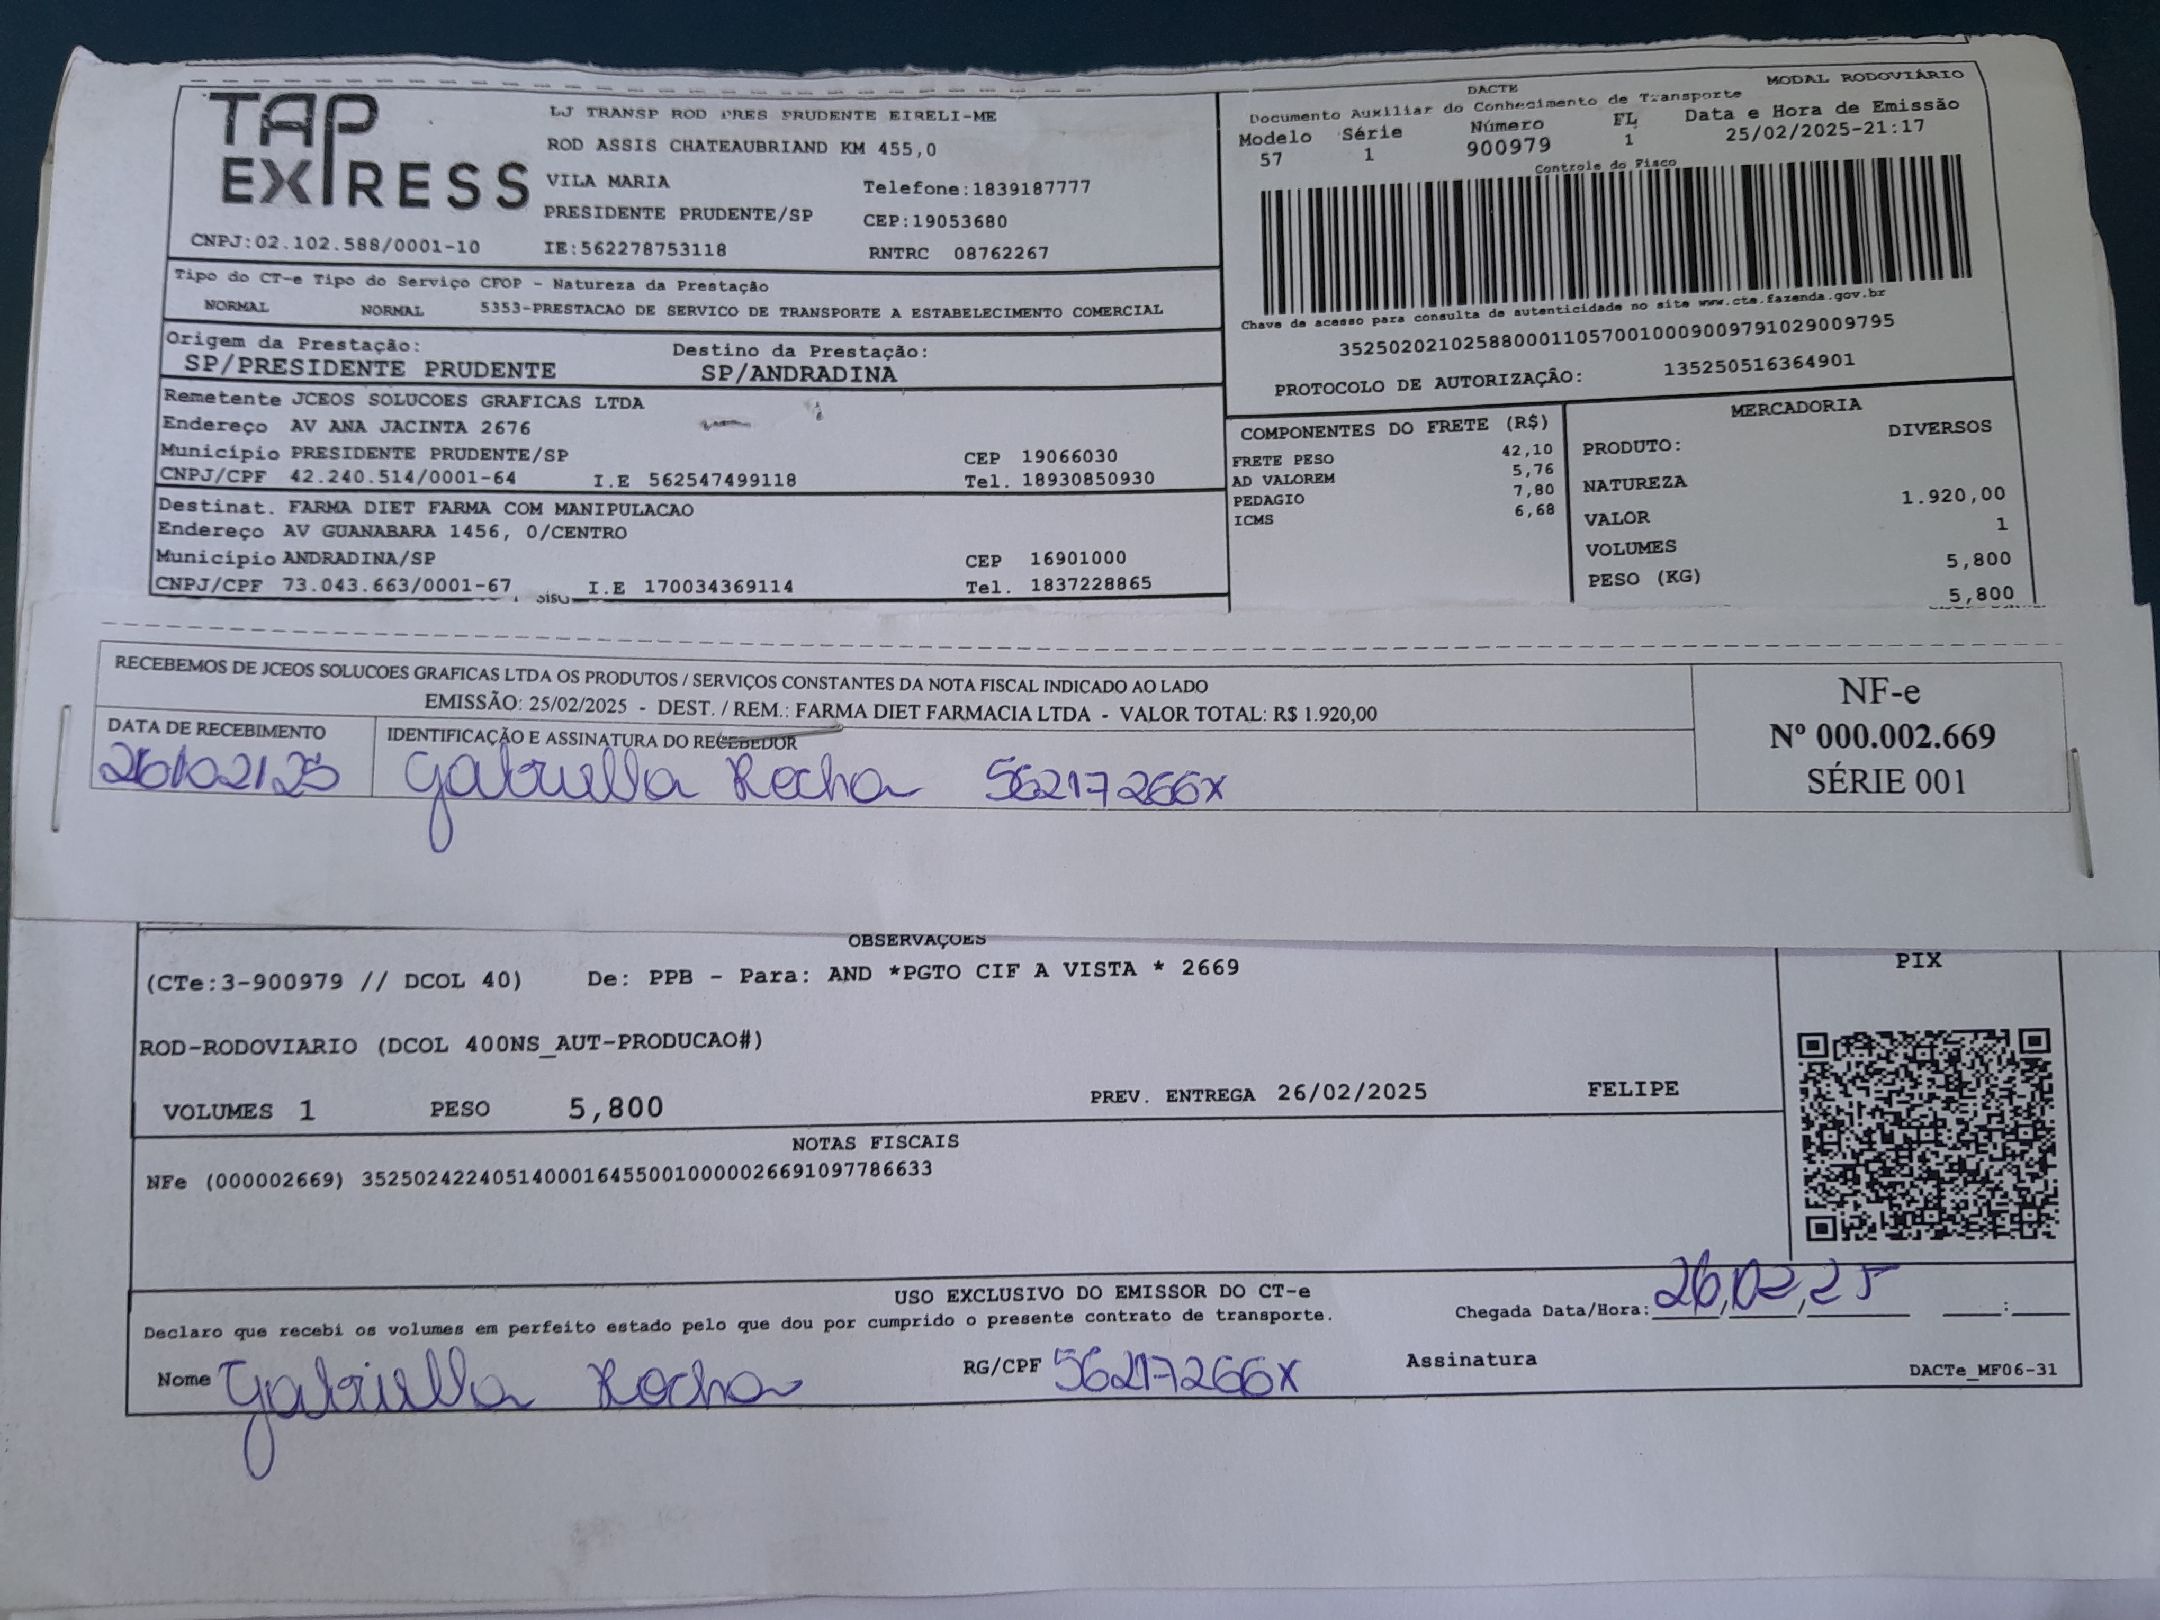 TAP EXPRESS
LJ TRANSP ROD PRES PRUDENTE EIRELI-ME
ROD ASSIS CHATEAUBRIAND KM 455,0
VILA MARIA Telefone:1839187777
PRESIDENTE PRUDENTE/SP CEP:19053680
CNPJ:02.102.588/0001-10 IE:562278753118 RNTRC 08762267
DACTE MODAL RODOVIÁRIO
Documento Auxiliar do Conhecimento de Transporte
Modelo Série Número FL Data e Hora de Emissão
57 1 900979 1 25/02/2025-21:17
Controle do Fisco
Chave de acesso para consulta de autenticidade no site www.cte.fazenda.gov.br
35250202102588000110570010009009791029009795
PROTOCOLO DE AUTORIZAÇÃO: 135250516364901
Tipo do CT-e Tipo do Serviço CFOP - Natureza da Prestação
NORMAL NORMAL 5353-PRESTACAO DE SERVICO DE TRANSPORTE A ESTABELECIMENTO COMERCIAL
Origem da Prestação: Destino da Prestação:
SP/PRESIDENTE PRUDENTE SP/ANDRADINA
Remetente JCEOS SOLUCOES GRAFICAS LTDA
Endereço AV ANA JACINTA 2676
Município PRESIDENTE PRUDENTE/SP CEP 19066030
CNPJ/CPF 42.240.514/0001-64 I.E 562547499118 Tel. 18930850930
Destinat. FARMA DIET FARMA COM MANIPULACAO
Endereço AV GUANABARA 1456, 0/CENTRO
Município ANDRADINA/SP CEP 16901000
CNPJ/CPF 73.043.663/0001-67 I.E 170034369114 Tel. 1837228865
COMPONENTES DO FRETE (R$)
FRETE PESO 42,10
AD VALOREM 5,76
PEDAGIO 7,80
ICMS 6,68
MERCADORIA
PRODUTO: DIVERSOS
NATUREZA
VALOR 1.920,00
VOLUMES 1
PESO (KG) 5,800
5,800
RECEBEMOS DE JCEOS SOLUCOES GRAFICAS LTDA OS PRODUTOS / SERVIÇOS CONSTANTES DA NOTA FISCAL INDICADO AO LADO
EMISSÃO: 25/02/2025 - DEST. / REM.: FARMA DIET FARMACIA LTDA - VALOR TOTAL: R$ 1.920,00
DATA DE RECEBIMENTO IDENTIFICAÇÃO E ASSINATURA DO RECEBEDOR
26/02/25 Gabriella Rocha 56217266X
NF-e
Nº 000.002.669
SÉRIE 001
OBSERVAÇÕES
(CTe:3-900979 // DCOL 40) De: PPB - Para: AND *PGTO CIF A VISTA * 2669
PIX
ROD-RODOVIARIO (DCOL 400NS_AUT-PRODUCAO#)
VOLUMES 1 PESO 5,800 PREV. ENTREGA 26/02/2025 FELIPE
NOTAS FISCAIS
NFe (000002669) 35250242240514000164550010000026691097786633
USO EXCLUSIVO DO EMISSOR DO CT-e
Declaro que recebi os volumes em perfeito estado pelo que dou por cumprido o presente contrato de transporte.
Chegada Data/Hora: 26/02/25 __:__
Nome Gabriella Rocha RG/CPF 56217266X Assinatura
DACTe_MF06-31